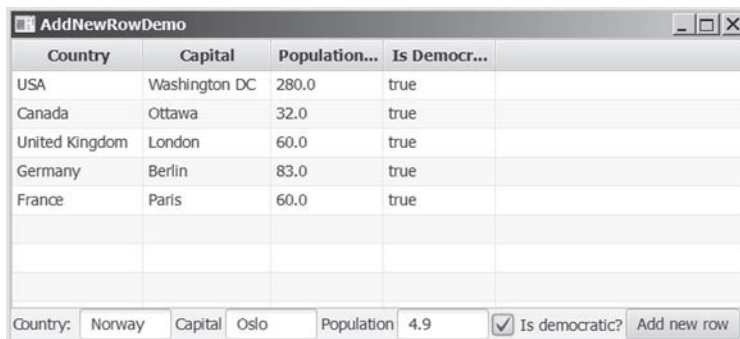 AddNewRowDemo
Country Capital Population... Is Democr...
USA Washington DC 280.0 true
Canada Ottawa 32.0 true
United Kingdom London 60.0 true
Germany Berlin 83.0 true
France Paris 60.0 true
Country: Norway Capital Oslo Population 4.9 Is democratic? Add new row